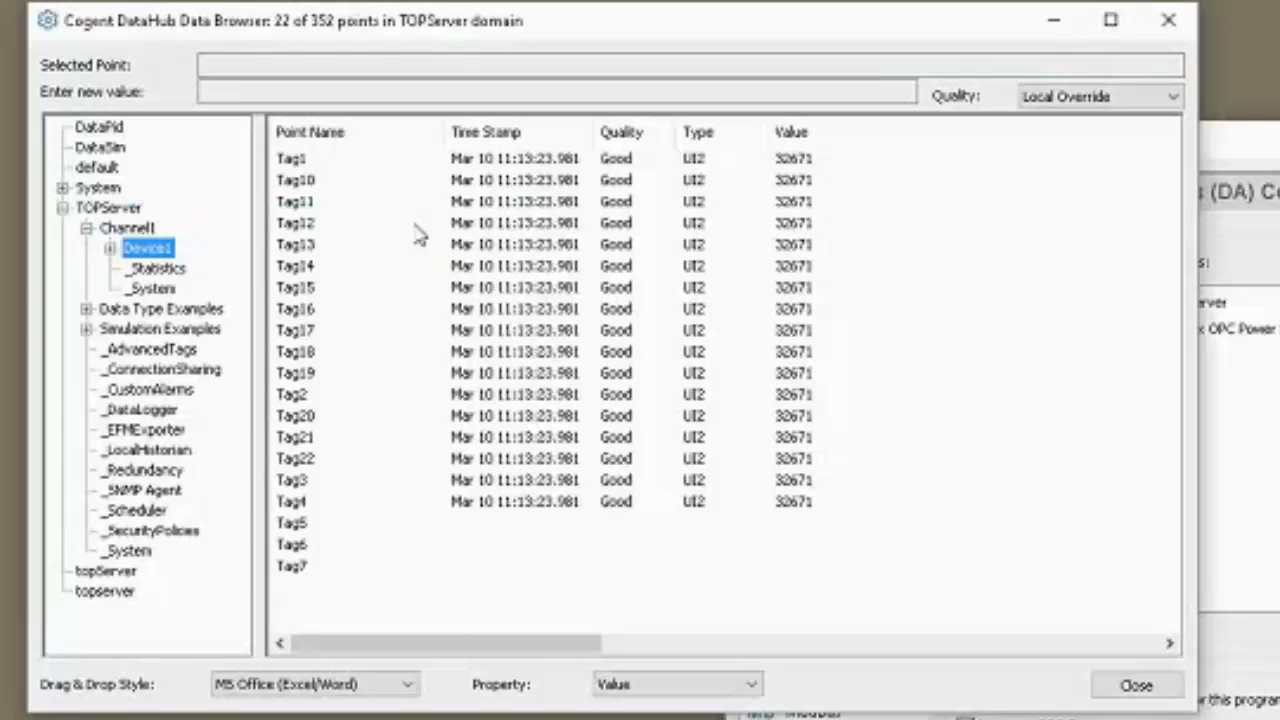 Cogent DataHub Data Browser: 22 of 352 points in TOPServer domain
Selected Point:
Enter new value:
Quality: Local Override
DataPid
DataSim
default
System
TOPServer
Channel1
Device1
_Statistics
_System
Data Type Examples
Simulation Examples
_AdvancedTags
_ConnectionSharing
_CustomAlarms
_DataLogger
_EFMExporter
_LocalHistorian
_Redundancy
_SNMP Agent
_Scheduler
_SecurityPolicies
_System
topServer
topserver
Point Name Time Stamp Quality Type Value
Tag1 Mar 10 11:13:23.981 Good UI2 32671
Tag10 Mar 10 11:13:23.981 Good UI2 32671
Tag11 Mar 10 11:13:23.981 Good UI2 32671
Tag12 Mar 10 11:13:23.981 Good UI2 32671
Tag13 Mar 10 11:13:23.981 Good UI2 32671
Tag14 Mar 10 11:13:23.981 Good UI2 32671
Tag15 Mar 10 11:13:23.981 Good UI2 32671
Tag16 Mar 10 11:13:23.981 Good UI2 32671
Tag17 Mar 10 11:13:23.981 Good UI2 32671
Tag18 Mar 10 11:13:23.981 Good UI2 32671
Tag19 Mar 10 11:13:23.981 Good UI2 32671
Tag2 Mar 10 11:13:23.981 Good UI2 32671
Tag20 Mar 10 11:13:23.981 Good UI2 32671
Tag21 Mar 10 11:13:23.981 Good UI2 32671
Tag22 Mar 10 11:13:23.981 Good UI2 32671
Tag3 Mar 10 11:13:23.981 Good UI2 32671
Tag4 Mar 10 11:13:23.981 Good UI2 32671
Tag5
Tag6
Tag7
Drag & Drop Style: MS Office (Excel/Word) Property: Value Close
(DA) Co
s:
rver
x OPC Power
r this program